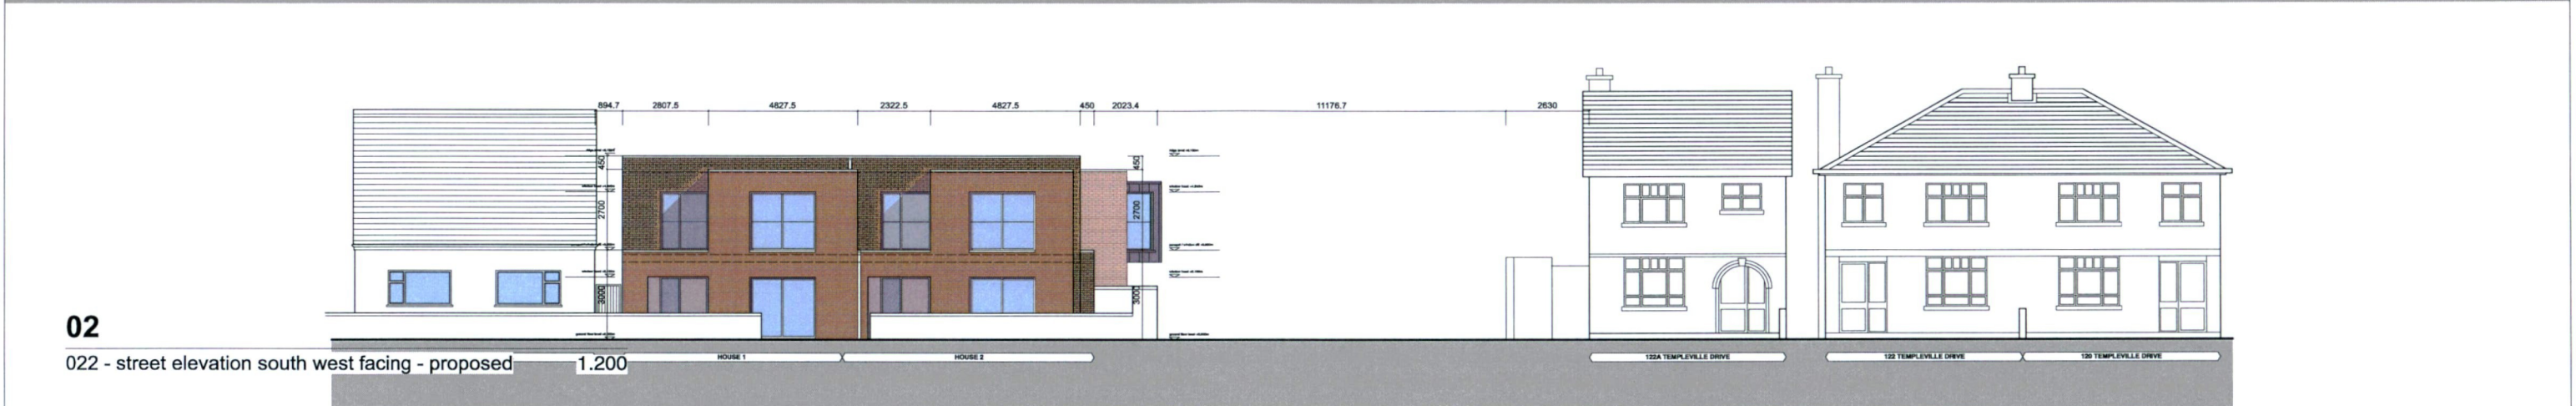 894.7 2807.5 4827.5 2322.5 4827.5 450 2023.4 11176.7 2630
450
2700
3000
450
2700
3000
02
022 - street elevation south west facing - proposed 1.200
HOUSE 1 HOUSE 2 122A TEMPLEVILLE DRIVE 122 TEMPLEVILLE DRIVE 120 TEMPLEVILLE DRIVE